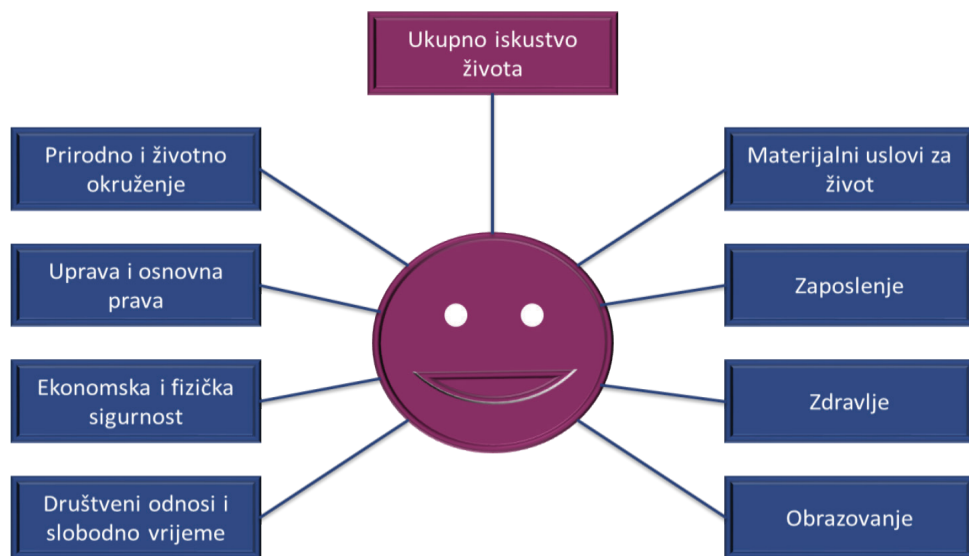 Ukupno iskustvo
života
Prirodno i životno
okruženje
Materijalni uslovi za
život
Uprava i osnovna
prava
Zaposlenje
Ekonomska i fizička
sigurnost
Zdravlje
Društveni odnosi i
slobodno vrijeme
Obrazovanje